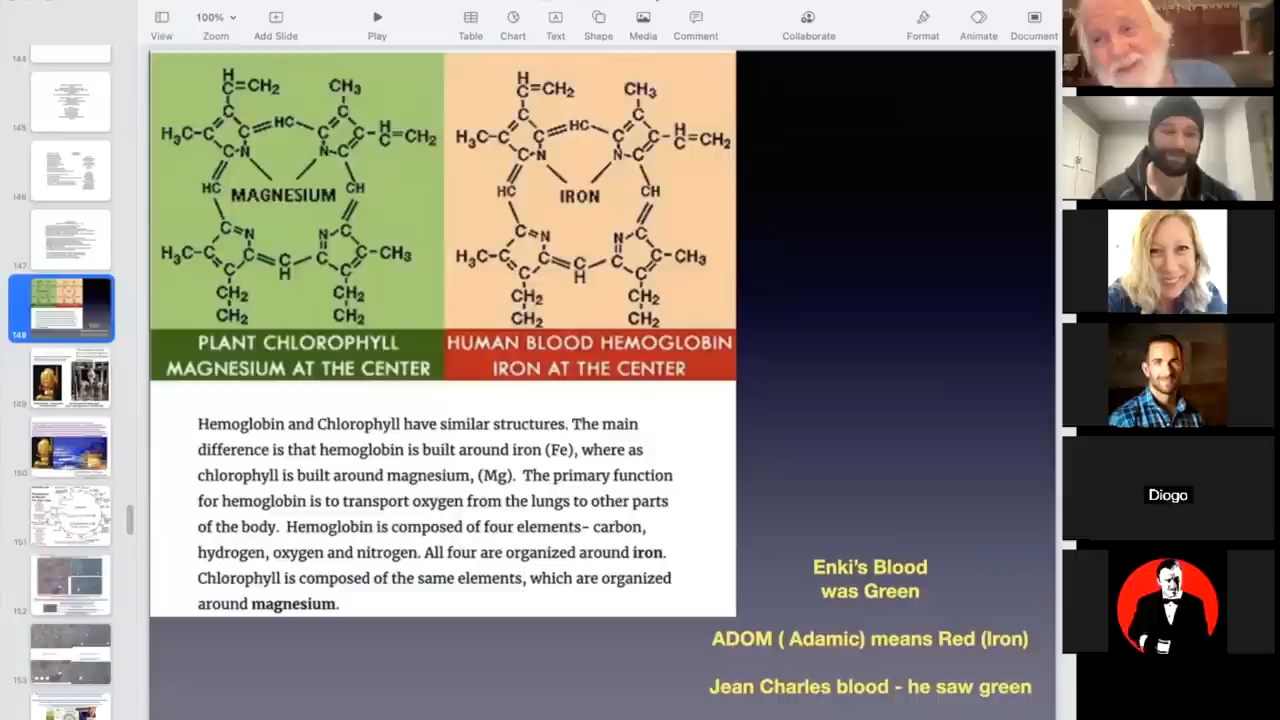 View
100%
Zoom
Add Slide
Play
Table
Chart
Text
Shape
Media
Comment
Collaborate
Format
Animate
Document
144
145
146
147
148
149
150
151
152
153
H
C=CH₂
CH₃
H₃C
C
HC
C
H
C=CH₂
N
N
MAGNESIUM
HC
CH
N
N
H₃C
C
C
H
CH₃
CH₂
CH₂
CH₂
CH₂
PLANT CHLOROPHYLL
MAGNESIUM AT THE CENTER
H
C=CH₂
CH₃
H₃C
C
HC
C
H
C=CH₂
N
N
IRON
HC
CH
N
N
H₃C
C
C
H
CH₃
CH₂
CH₂
CH₂
CH₂
HUMAN BLOOD HEMOGLOBIN
IRON AT THE CENTER
Hemoglobin and Chlorophyll have similar structures. The main
difference is that hemoglobin is built around iron (Fe), where as
chlorophyll is built around magnesium, (Mg). The primary function
for hemoglobin is to transport oxygen from the lungs to other parts
of the body. Hemoglobin is composed of four elements- carbon,
hydrogen, oxygen and nitrogen. All four are organized around iron.
Chlorophyll is composed of the same elements, which are organized
around magnesium.
Enki's Blood
was Green
ADOM ( Adamic) means Red (Iron)
Jean Charles blood - he saw green
Diogo